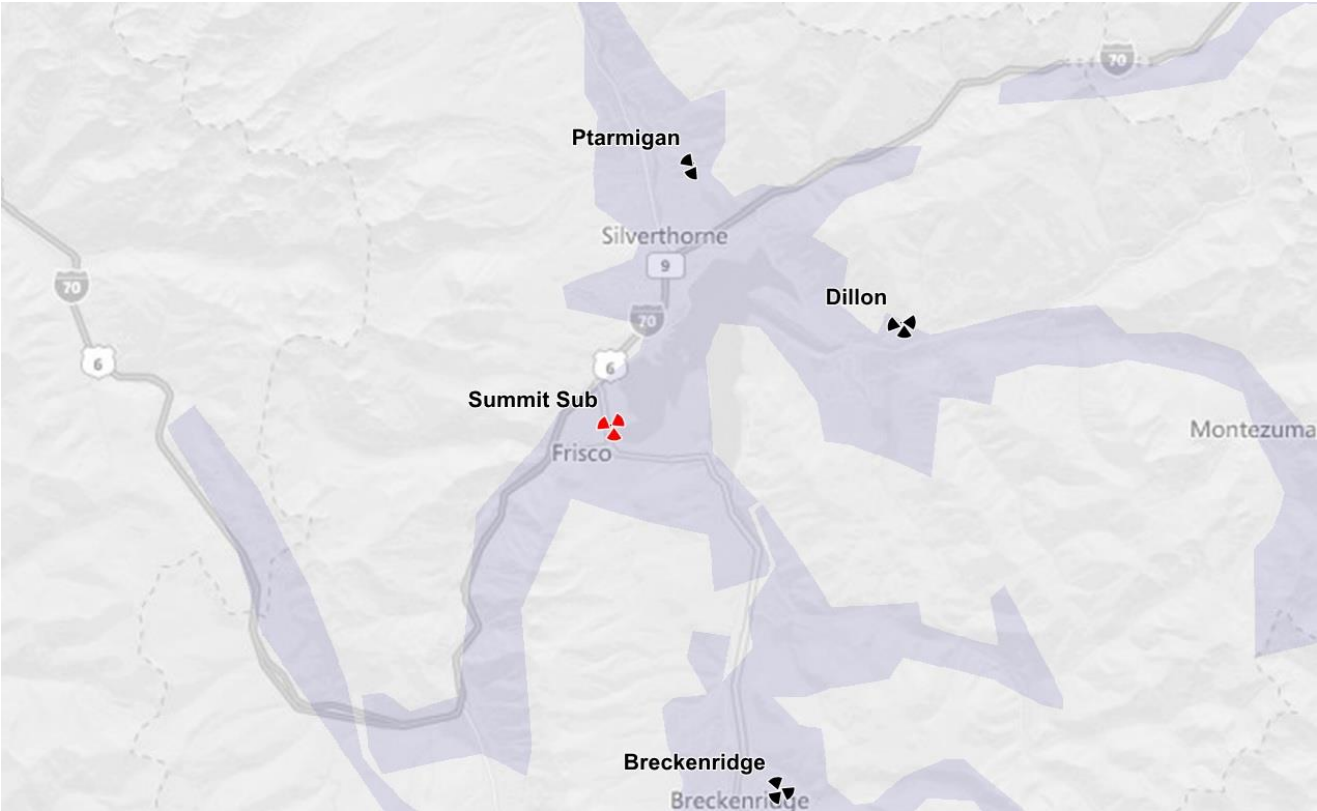 70
Ptarmigan
Silverthorne
9
70
Dillon
70
6
6
Summit Sub
Frisco
Montezuma
Breckenridge
Breckenridge